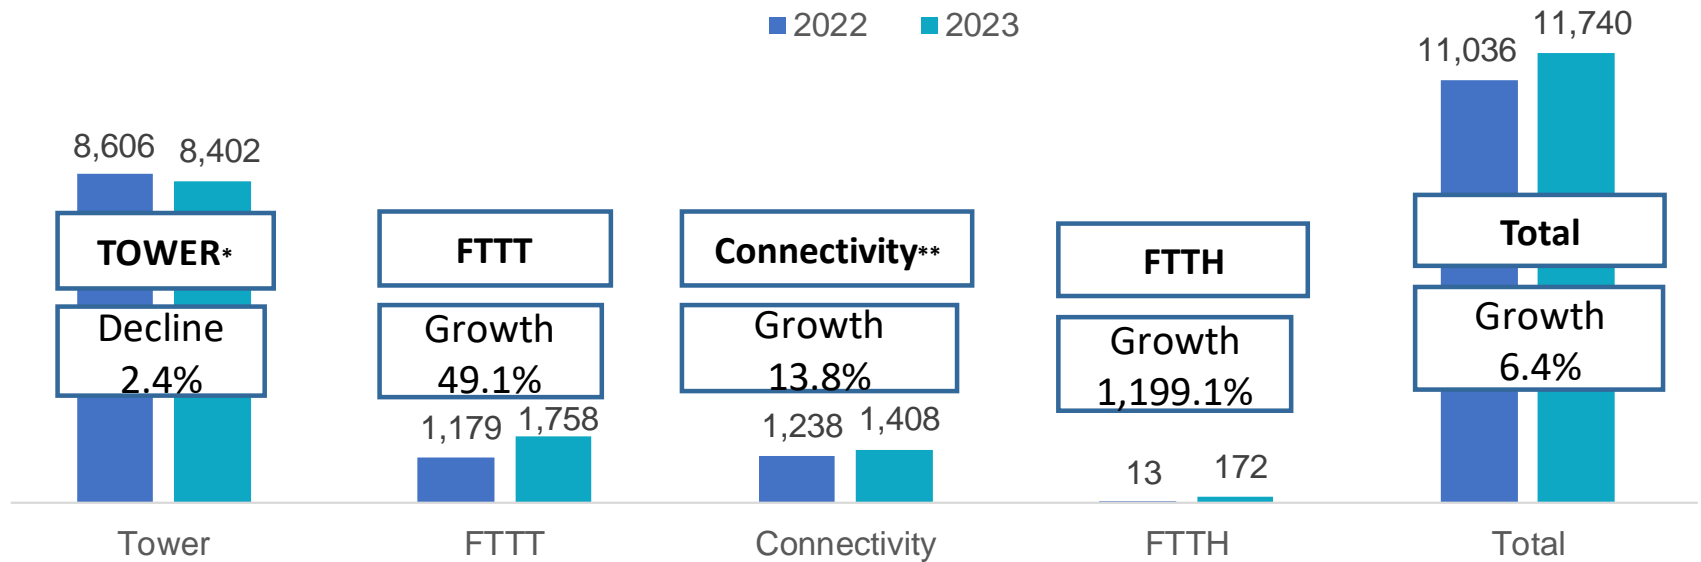 2022 2023
8,606 8,402
TOWER*
Decline
2.4%
Tower
FTTT
Growth
49.1%
1,179 1,758
FTTT
Connectivity**
Growth
13.8%
1,238 1,408
Connectivity
FTTH
Growth
1,199.1%
13 172
FTTH
11,036 11,740
Total
Growth
6.4%
Total